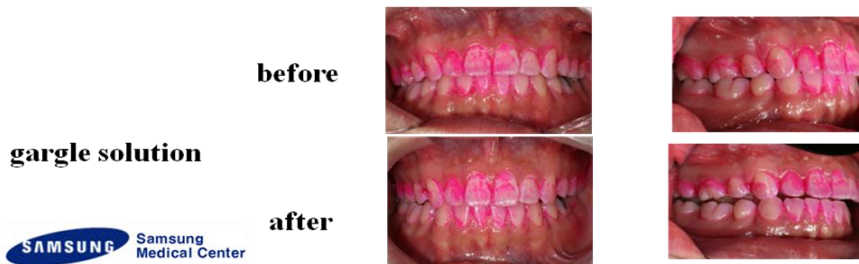 before
gargle solution
after
SAMSUNG
Samsung
Medical Center